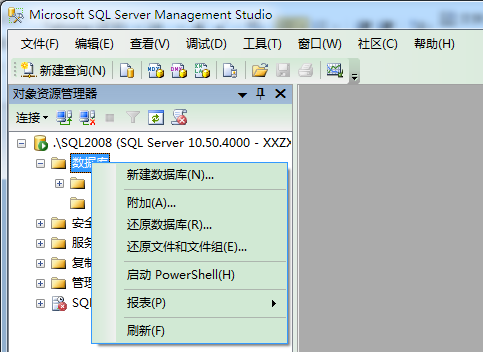 Microsoft SQL Server Management Studio
文件(F) 编辑(E) 查看(V) 调试(D) 工具(T) 窗口(W) 社区(C) 帮助(H)
新建查询(N)
对象资源管理器
连接
.\SQL2008 (SQL Server 10.50.4000 - XXZX
数据库
新建数据库(N)...
附加(A)...
安全
还原数据库(R)...
服务
还原文件和文件组(E)...
复制
启动 PowerShell(H)
管理
报表(P)
SQL
刷新(F)